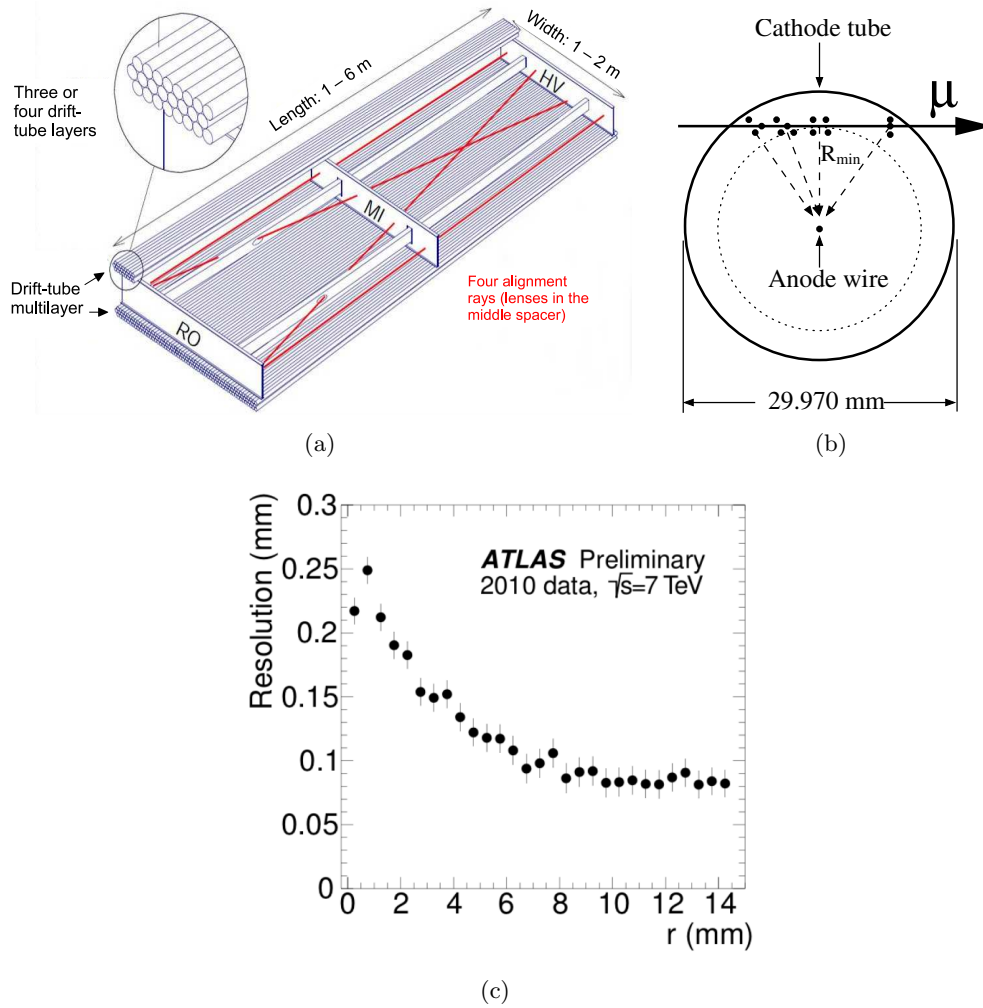 Three or
four drift-
tube layers
Length: 1 – 6 m
Width: 1 – 2 m
HV
MI
RO
Drift-tube
multilayer
Four alignment
rays (lenses in the
middle spacer)
(a)
Cathode tube
μ
R_min
Anode wire
29.970 mm
(b)
Resolution (mm)
0.3
0.25
0.2
0.15
0.1
0.05
0
ATLAS Preliminary
2010 data, √s=7 TeV
0 2 4 6 8 10 12 14
r (mm)
(c)